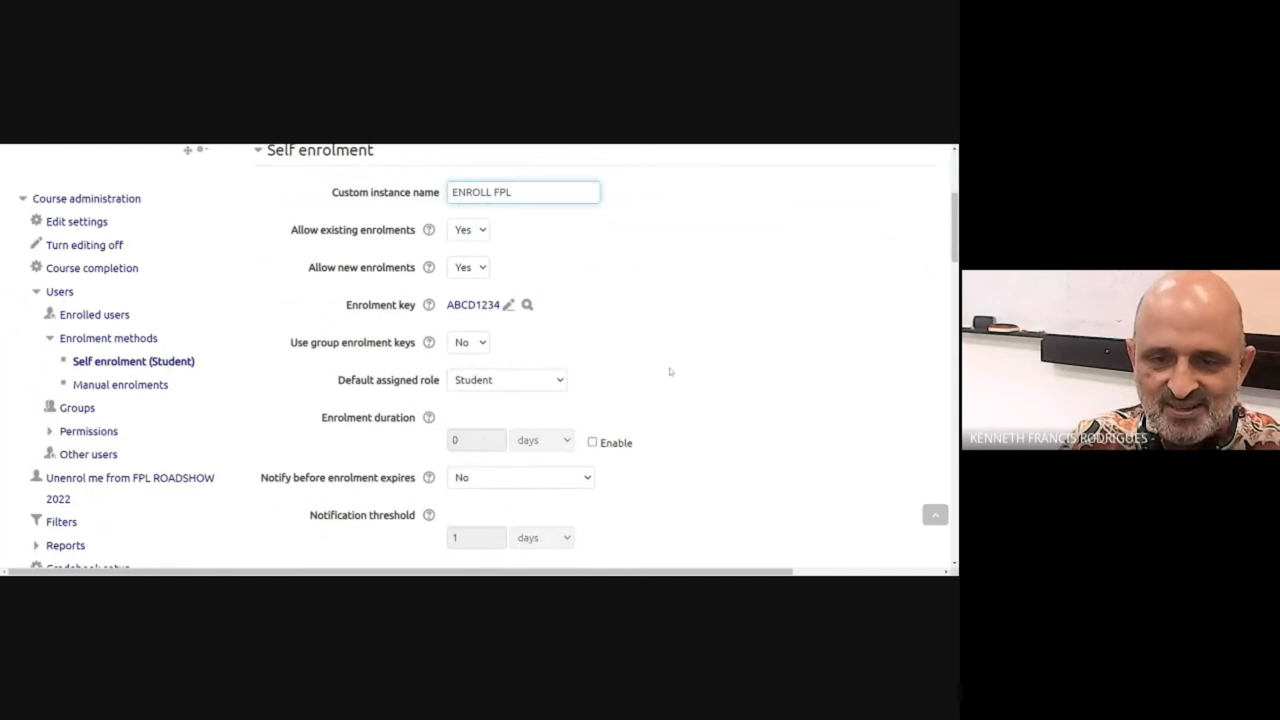 Self enrolment
Custom instance name ENROLL FPL
Course administration
Edit settings
Allow existing enrolments Yes
Turn editing off
Course completion
Allow new enrolments Yes
Users
Enrolled users
Enrolment key ABCD1234
Enrolment methods
Use group enrolment keys No
Self enrolment (Student)
Default assigned role Student
Manual enrolments
Groups
Enrolment duration
Permissions
0 days Enable
Other users
Unenrol me from FPL ROADSHOW
2022
Notify before enrolment expires No
Filters
Notification threshold
Reports
1 days
Gradebook setup
KENNETH FRANCIS RODRIGUES -